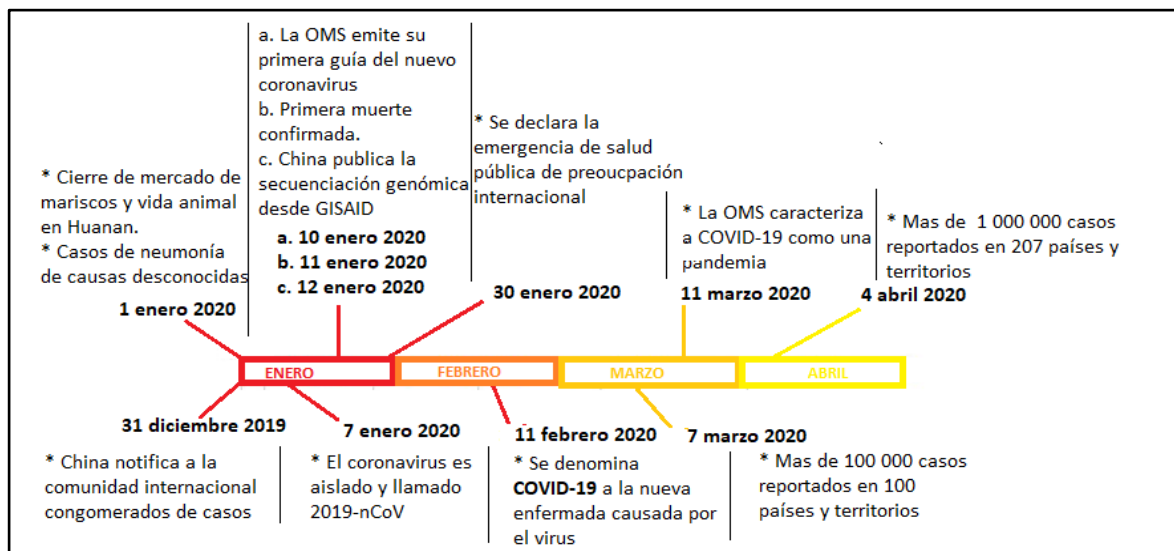 * Cierre de mercado de
mariscos y vida animal
en Huanan.
* Casos de neumonía
de causas desconocidas
1 enero 2020
a. La OMS emite su
primera guía del nuevo
coronavirus
b. Primera muerte
confirmada.
c. China publica la
secuenciación genómica
desde GISAID
a. 10 enero 2020
b. 11 enero 2020
c. 12 enero 2020
* Se declara la
emergencia de salud
pública de preoucpación
internacional
30 enero 2020
* La OMS caracteriza
a COVID-19 como una
pandemia
11 marzo 2020
* Mas de 1 000 000 casos
reportados en 207 países y
territorios
4 abril 2020
ENERO
FEBRERO
MARZO
ABRIL
31 diciembre 2019
* China notifica a la
comunidad internacional
congomerados de casos
7 enero 2020
* El coronavirus es
aislado y llamado
2019-nCoV
11 febrero 2020
* Se denomina
COVID-19 a la nueva
enfermada causada por
el virus
7 marzo 2020
* Mas de 100 000 casos
reportados en 100
países y territorios